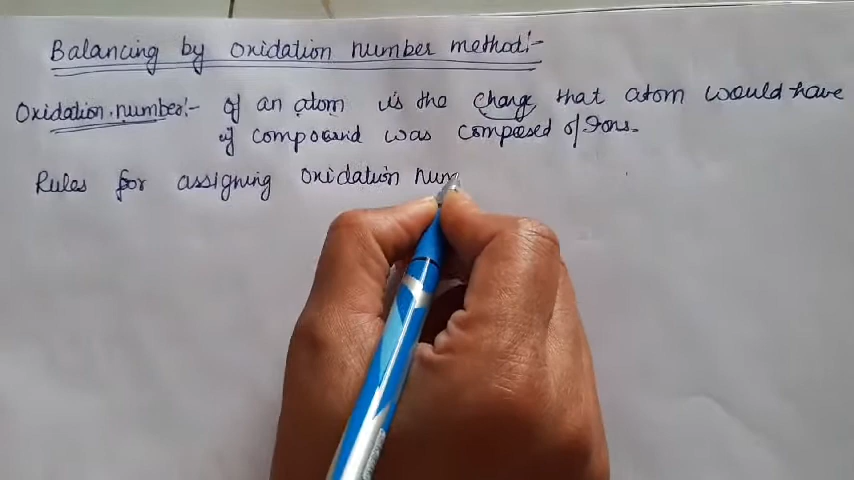 Balancing by Oxidation number method:-
Oxidation number:- Of an atom is the charge that atom would have
if compound was composed of Ions.
Rules for assigning Oxidation Num